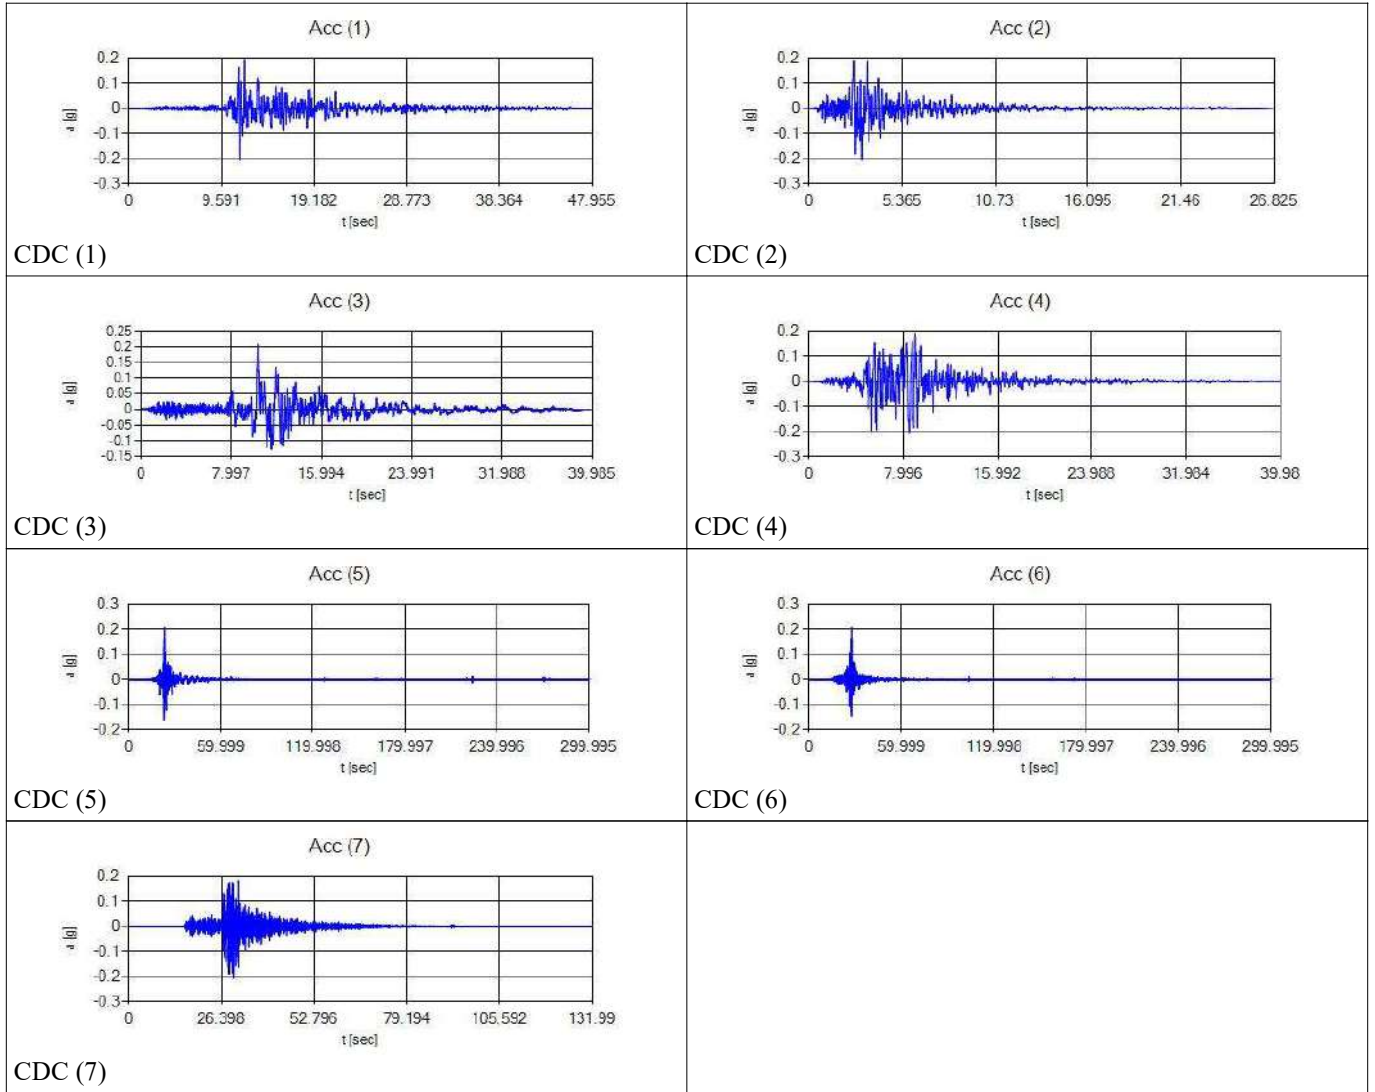 Acc (1)
0.2
0.1
0
-0.1
-0.2
-0.3
a [g]
0 9.591 19.182 28.773 38.364 47.955
t [sec]
CDC (1)
Acc (2)
0.2
0.1
0
-0.1
-0.2
-0.3
a [g]
0 5.365 10.73 16.095 21.46 26.825
t [sec]
CDC (2)
Acc (3)
0.25
0.2
0.15
0.1
0.05
0
-0.05
-0.1
-0.15
a [g]
0 7.997 15.994 23.991 31.988 39.985
t [sec]
CDC (3)
Acc (4)
0.2
0.1
0
-0.1
-0.2
-0.3
a [g]
0 7.996 15.992 23.988 31.984 39.98
t [sec]
CDC (4)
Acc (5)
0.3
0.2
0.1
0
-0.1
-0.2
a [g]
0 59.999 119.998 179.997 239.996 299.995
t [sec]
CDC (5)
Acc (6)
0.3
0.2
0.1
0
-0.1
-0.2
a [g]
0 59.999 119.998 179.997 239.996 299.995
t [sec]
CDC (6)
Acc (7)
0.2
0.1
0
-0.1
-0.2
-0.3
a [g]
0 26.398 52.796 79.194 105.592 131.99
t [sec]
CDC (7)